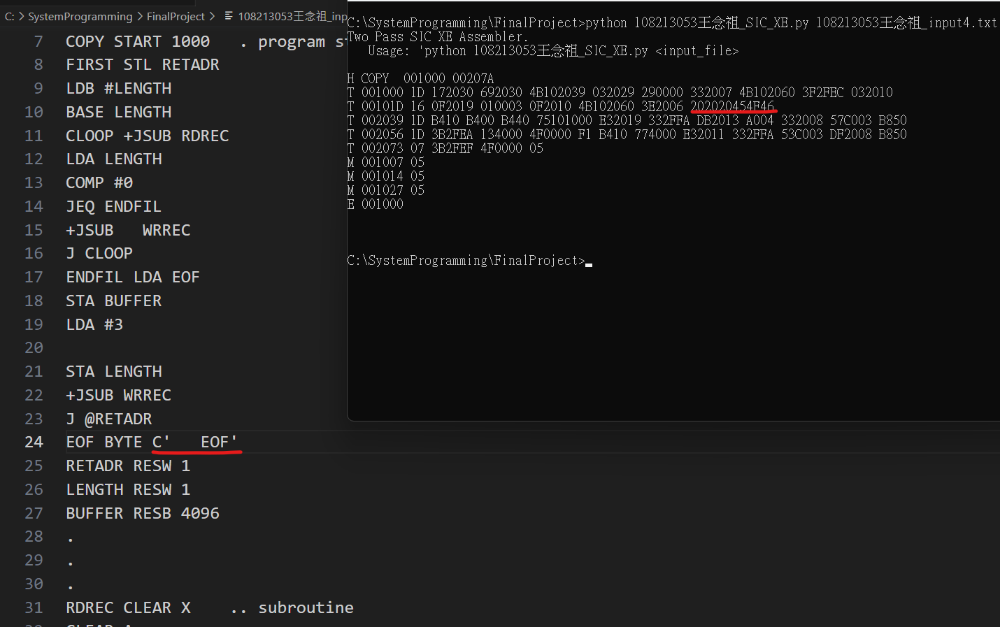 C: > SystemProgramming > FinalProject > 108213053王念祖_inp
7 COPY START 1000 . program s
8 FIRST STL RETADR
9 LDB #LENGTH
10 BASE LENGTH
11 CLOOP +JSUB RDREC
12 LDA LENGTH
13 COMP #0
14 JEQ ENDFIL
15 +JSUB WRREC
16 J CLOOP
17 ENDFIL LDA EOF
18 STA BUFFER
19 LDA #3
20
21 STA LENGTH
22 +JSUB WRREC
23 J @RETADR
24 EOF BYTE C'   EOF'
25 RETADR RESW 1
26 LENGTH RESW 1
27 BUFFER RESB 4096
28 .
29 .
30 .
31 RDREC CLEAR X .. subroutine
C:\SystemProgramming\FinalProject>python 108213053王念祖_SIC_XE.py 108213053王念祖_input4.txt
Two Pass SIC XE Assembler.
Usage: 'python 108213053王念祖_SIC_XE.py <input_file>
H COPY 001000 00207A
T 001000 1D 172030 692030 4B102039 032029 290000 332007 4B102060 3F2FEC 032010
T 00101D 16 0F2019 010003 0F2010 4B102060 3E2006 202020454F46
T 002039 1D B410 B400 B440 75101000 E32019 332FFA DB2013 A004 332008 57C003 B850
T 002056 1D 3B2FEA 134000 4F0000 F1 B410 774000 E32011 332FFA 53C003 DF2008 B850
T 002073 07 3B2FEF 4F0000 05
M 001007 05
M 001014 05
M 001027 05
E 001000
C:\SystemProgramming\FinalProject>